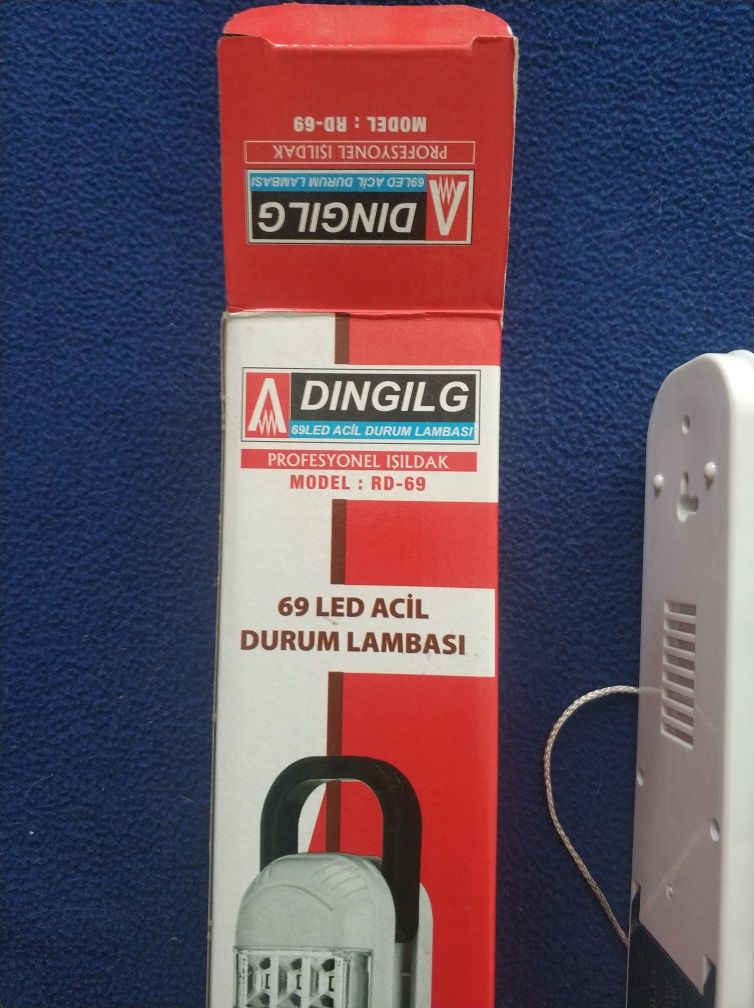 MODEL : RD-69
PROFESYONEL IŞILDAK
69LED ACİL DURUM LAMBASI
DINGILG
DINGILG
69LED ACİL DURUM LAMBASI
PROFESYONEL IŞILDAK
MODEL : RD-69
69 LED ACİL
DURUM LAMBASI